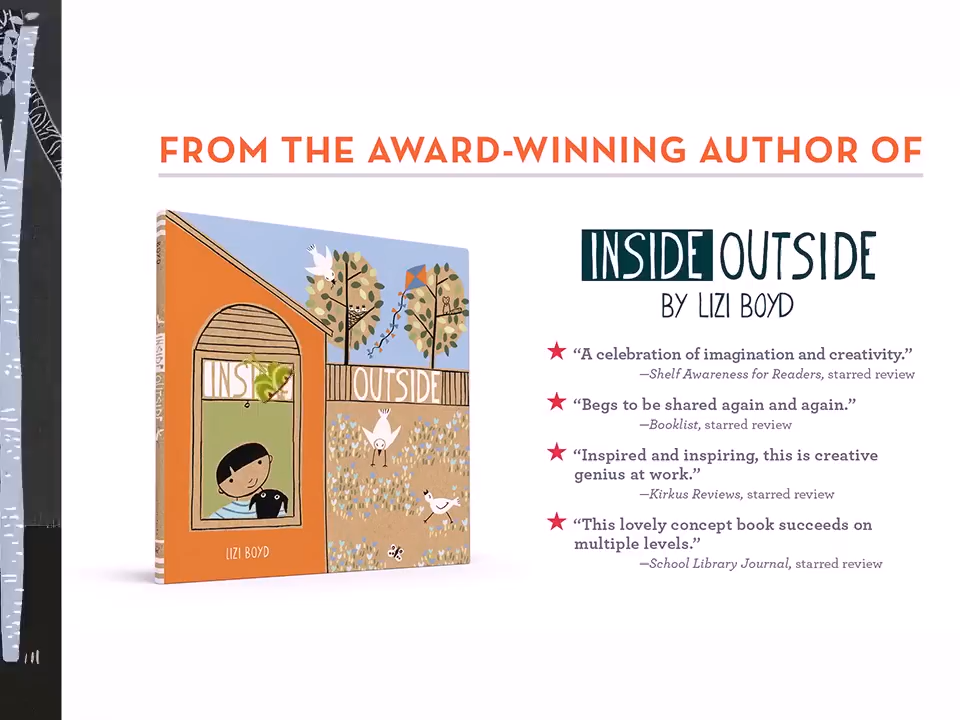 FROM THE AWARD-WINNING AUTHOR OF
INSIDE OUTSIDE
BY LIZI BOYD
"A celebration of imagination and creativity."
—Shelf Awareness for Readers, starred review
"Begs to be shared again and again."
—Booklist, starred review
"Inspired and inspiring, this is creative
genius at work."
—Kirkus Reviews, starred review
"This lovely concept book succeeds on
multiple levels."
—School Library Journal, starred review
OUTSIDE
LIZI BOYD
BOYD
INSIDE